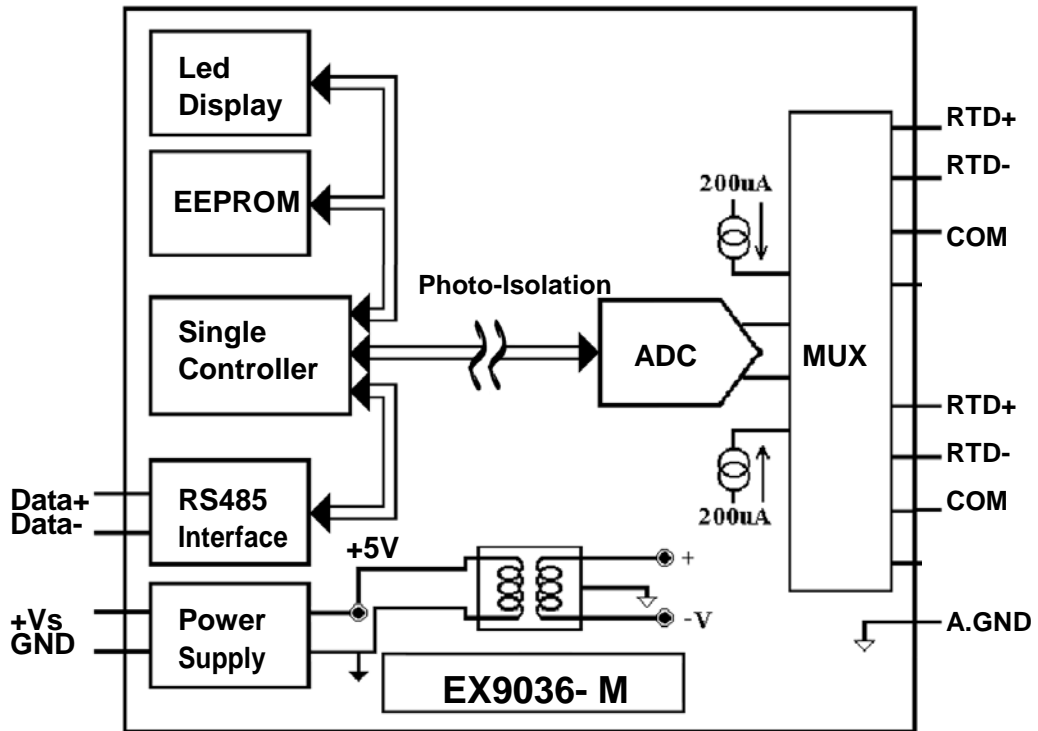 Led
Display
EEPROM
Single
Controller
RS485
Interface
Power
Supply
Data+
Data-
+Vs
GND
+5V
Photo-Isolation
ADC
200uA
200uA
MUX
RTD+
RTD-
COM
RTD+
RTD-
COM
A.GND
+
-V
EX9036- M